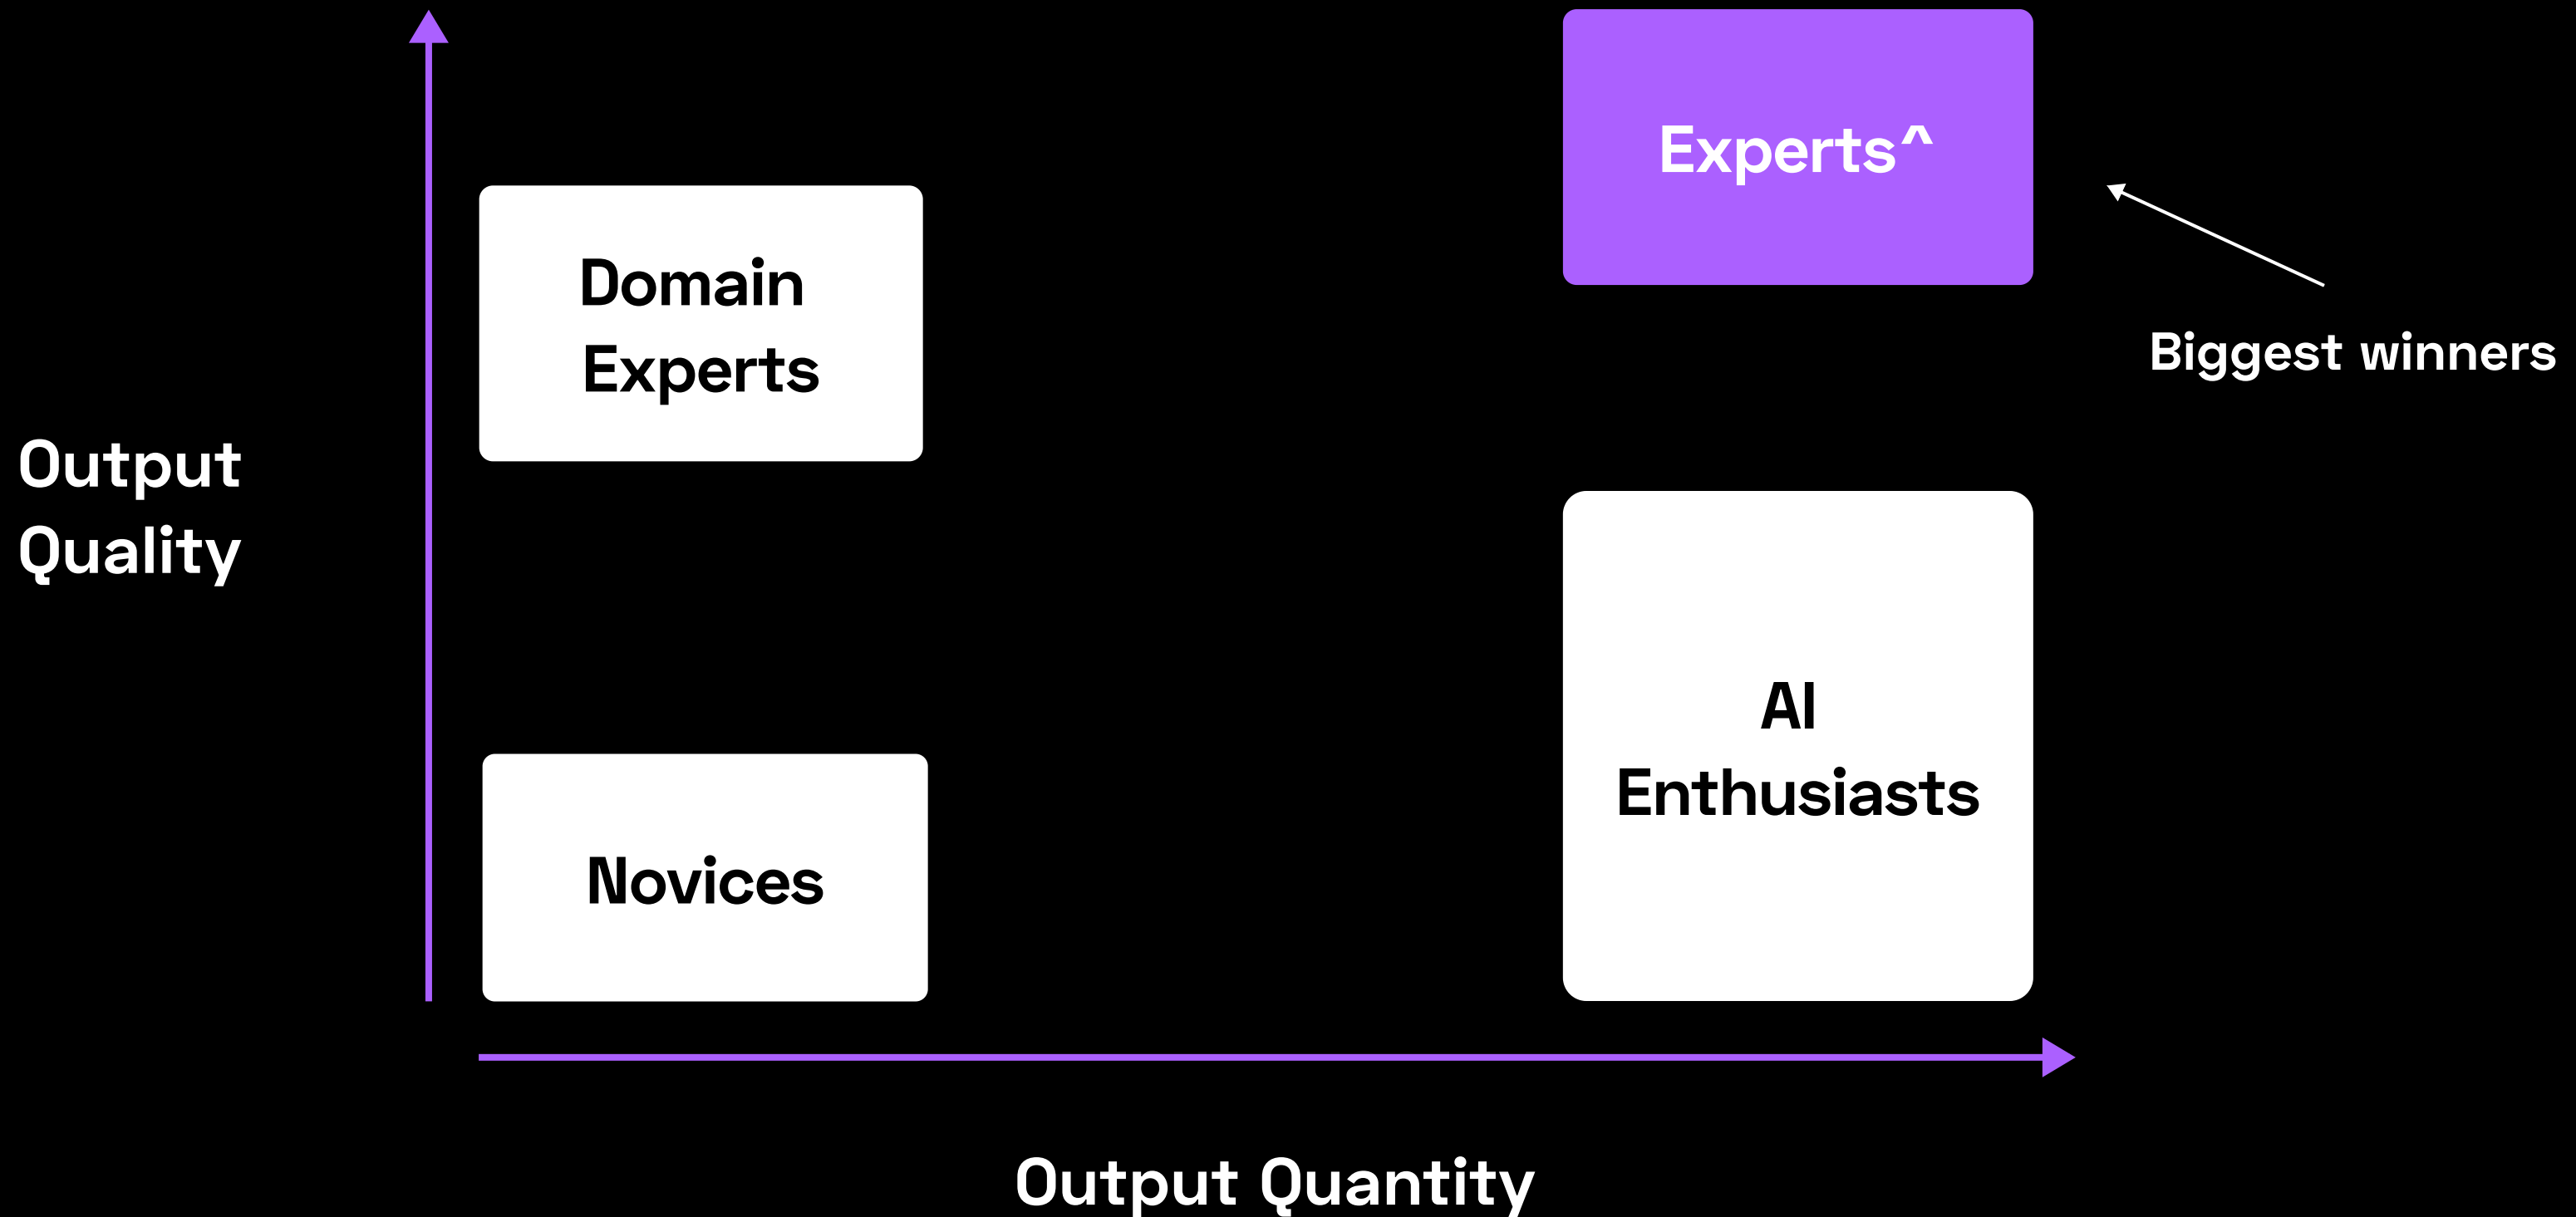 Experts^
Domain
Experts
Biggest winners
Output
Quality
AI
Enthusiasts
Novices
Output Quantity